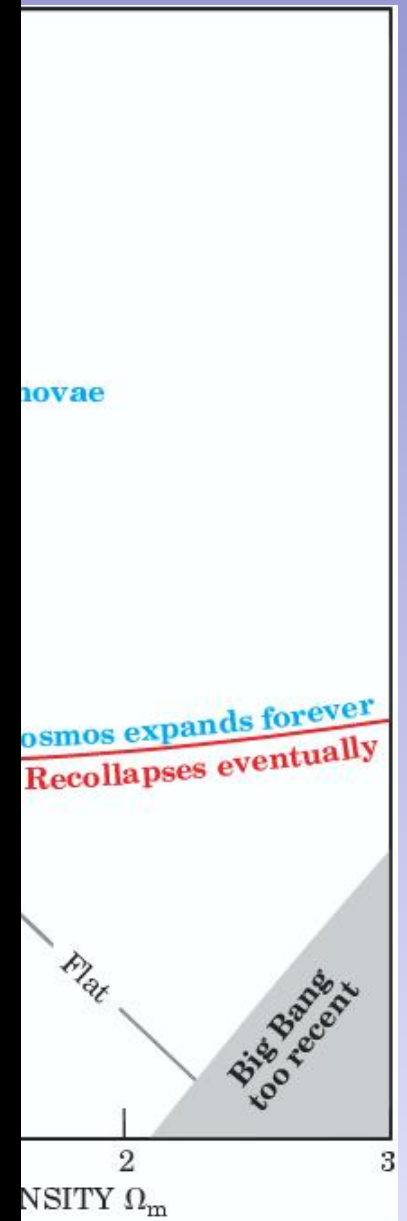 novae
osmos expands forever
Recollapses eventually
Flat
Big Bang
too recent
2
3
NSITY Ωm